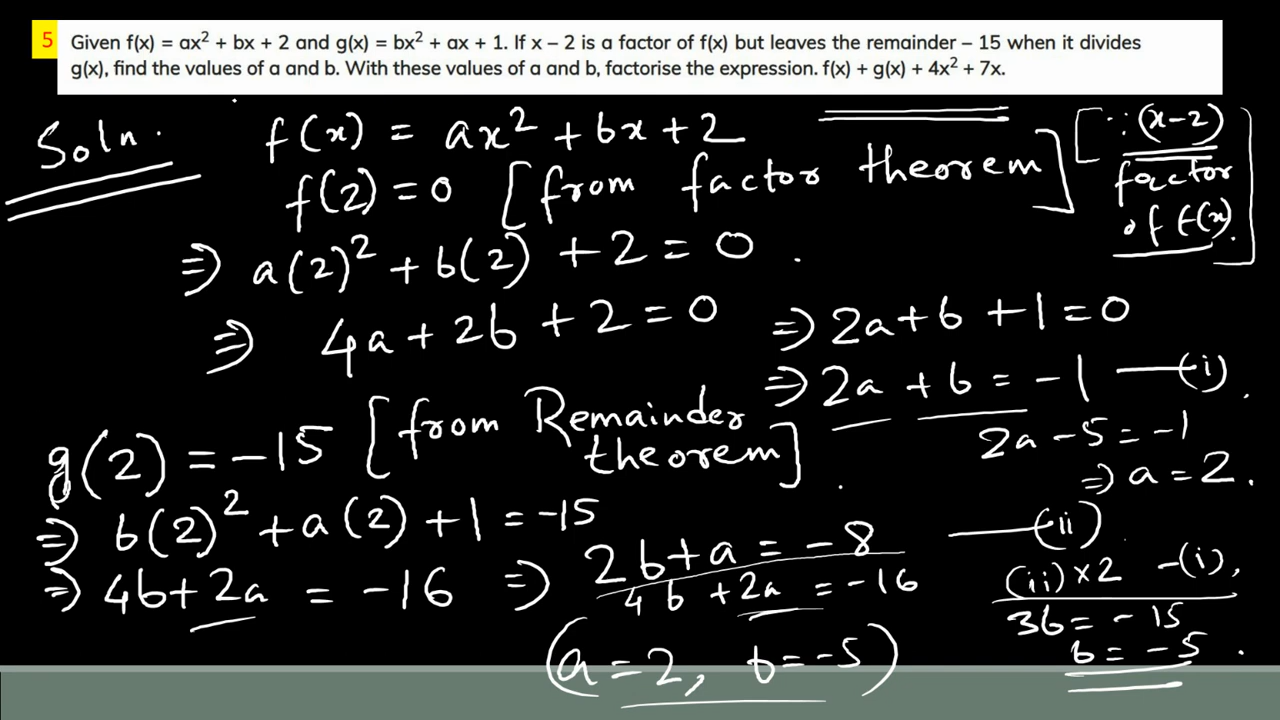 5 Given f(x) = ax² + bx + 2 and g(x) = bx² + ax + 1. If x – 2 is a factor of f(x) but leaves the remainder – 15 when it divides
g(x), find the values of a and b. With these values of a and b, factorise the expression. f(x) + g(x) + 4x² + 7x.
Soln.
f(x) = ax² + bx + 2
f(2) = 0 [from factor theorem]
[∵ (x-2)
factor
of f(x).]
⇒ a(2)² + b(2) + 2 = 0.
⇒ 4a + 2b + 2 = 0
⇒ 2a + b + 1 = 0
⇒ 2a + b = -1 —(i).
g(2) = -15 [from Remainder
theorem].
2a - 5 = -1
⇒ a = 2.
⇒ b(2)² + a(2) + 1 = -15
⇒ 4b + 2a = -16
⇒ 2b + a = -8 —(ii)
4b + 2a = -16
(ii) × 2 - (i),
3b = -15
b = -5.
(a = 2, b = -5)